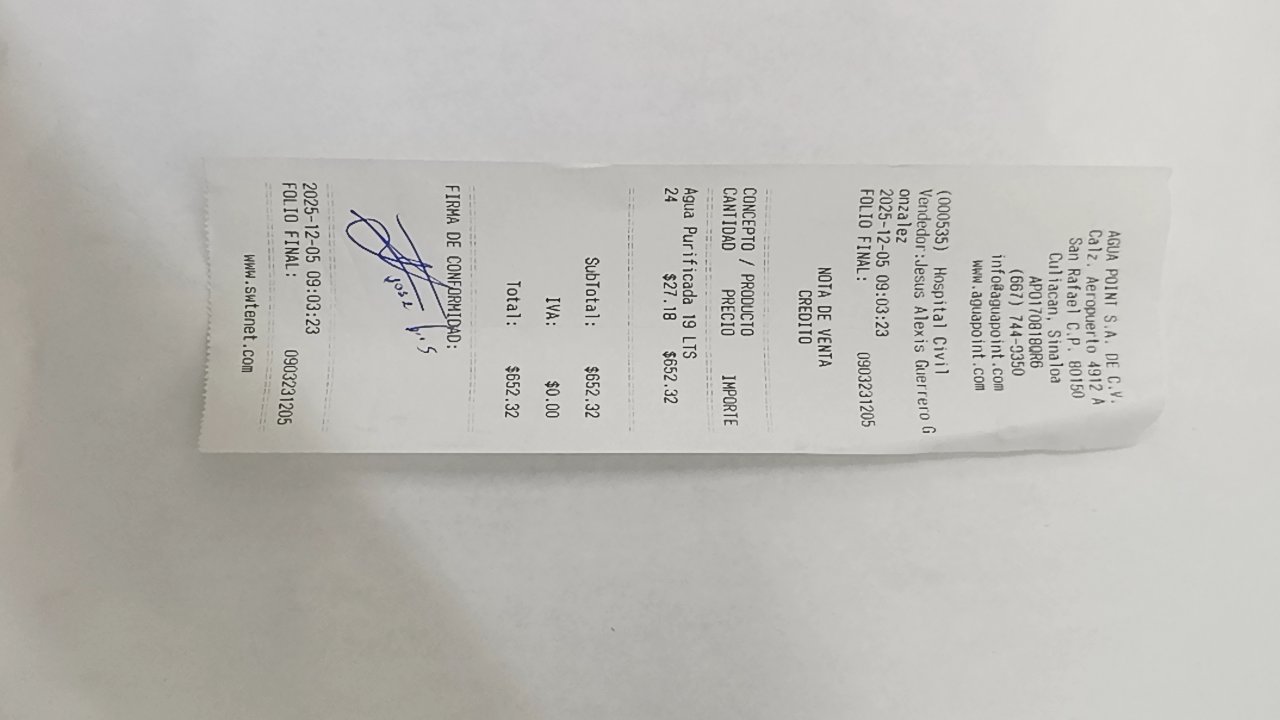 AGUA POINT S.A. DE C.V.
Calz. Aeropuerto 4912 A
San Rafael C.P. 80150
Culiacan, Sinaloa
APO170818QR6
(667) 744-9350
info@aguapoint.com
www.aguapoint.com
(000535) Hospital Civil
Vendedor:Jesus Alexis Guerrero G
onzalez
2025-12-05 09:03:23
FOLIO FINAL: 0903231205
NOTA DE VENTA
CREDITO
CONCEPTO / PRODUCTO
CANTIDAD PRECIO IMPORTE
Agua Purificada 19 LTS
24 $27.18 $652.32
SubTotal: $652.32
IVA: $0.00
Total: $652.32
FIRMA DE CONFORMIDAD:
2025-12-05 09:03:23
FOLIO FINAL: 0903231205
www.swtenet.com